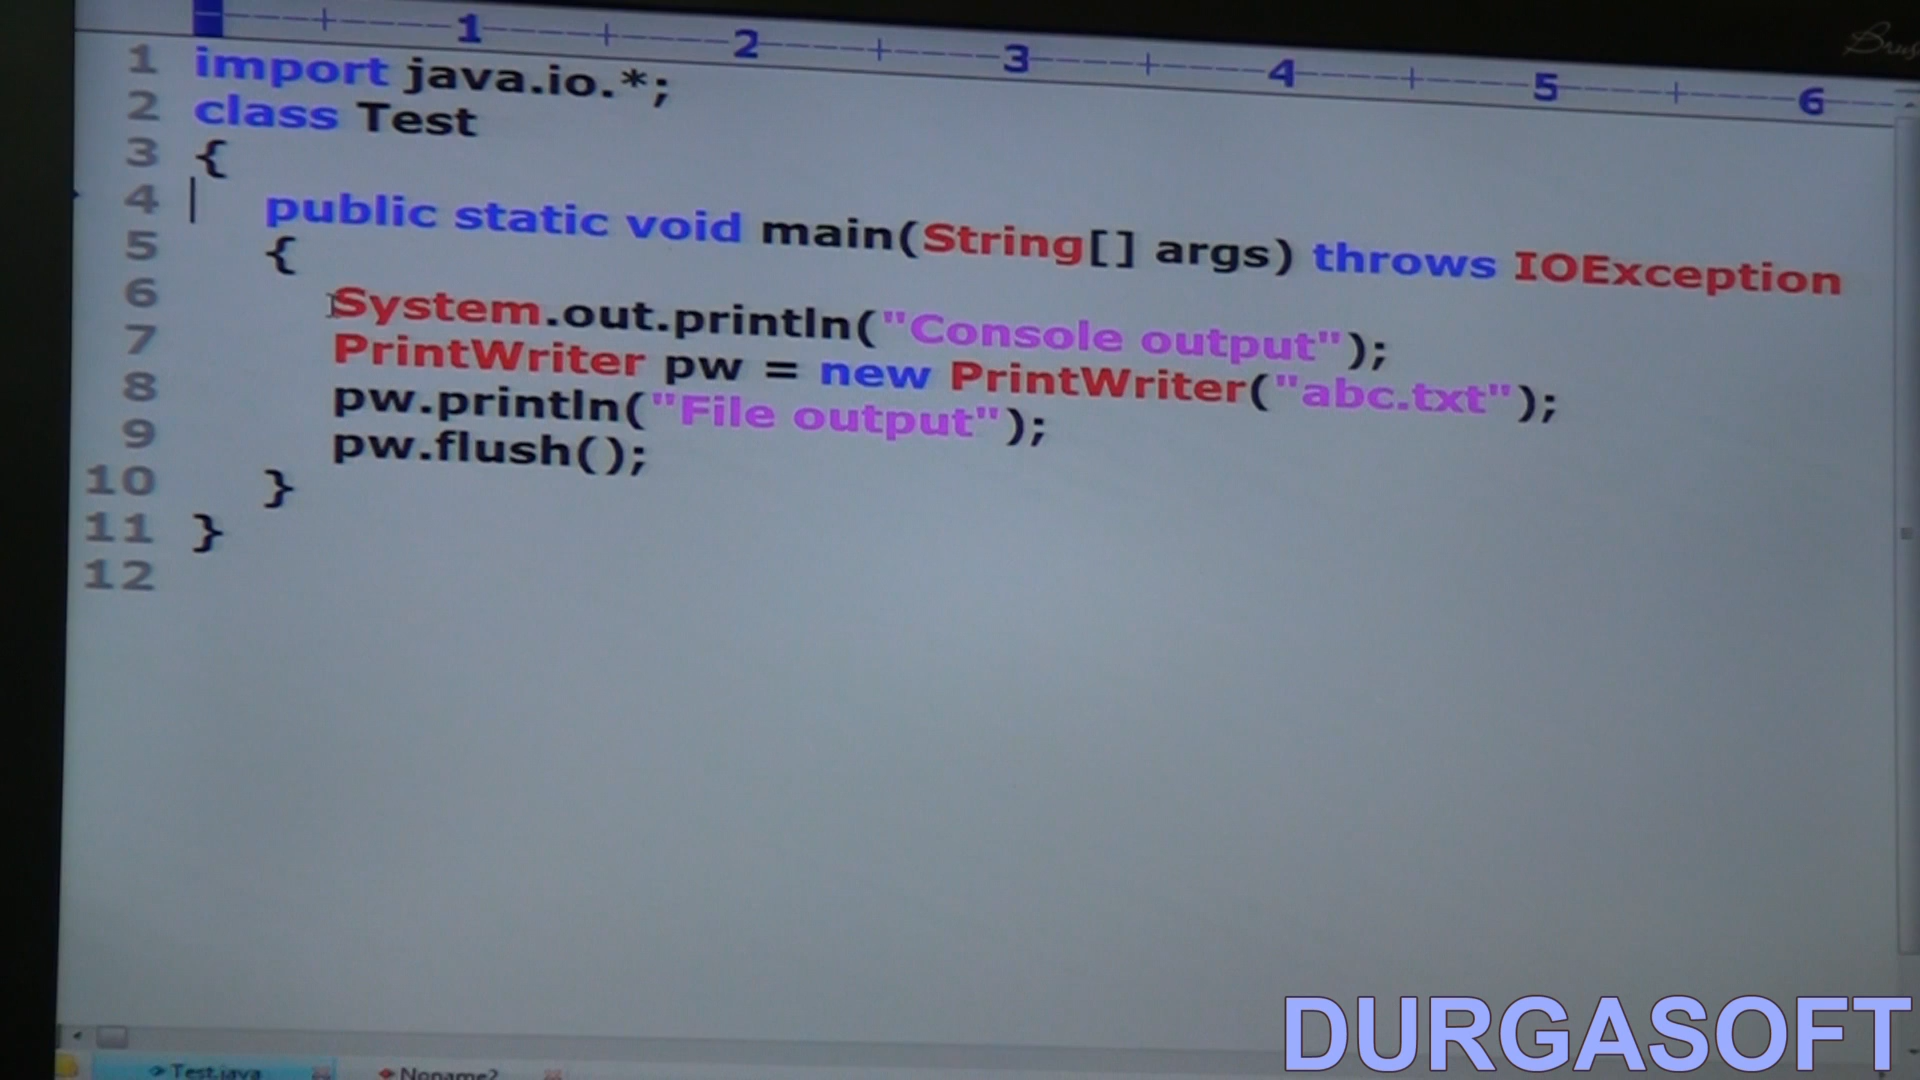 1 2 3 4 5 6
1 import java.io.*;
2 class Test
3 {
4 public static void main(String[] args) throws IOException
5 {
6 System.out.println("Console output");
7 PrintWriter pw = new PrintWriter("abc.txt");
8 pw.println("File output");
9 pw.flush();
10 }
11 }
12
DURGASOFT
Test.java Noname2